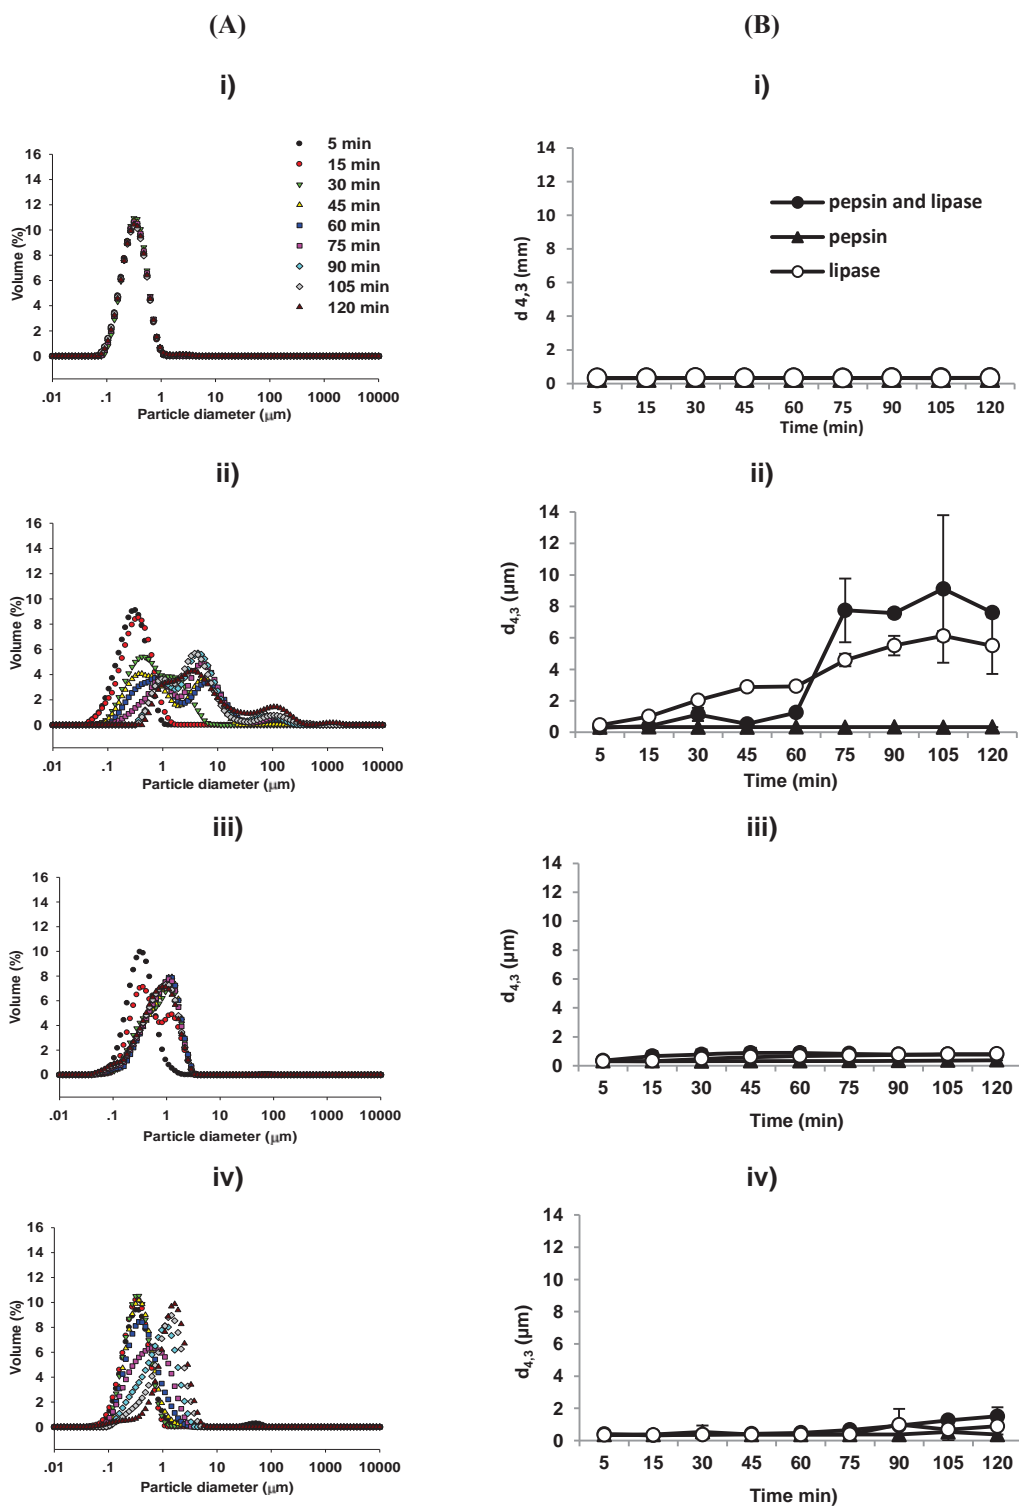 (A)
(B)
i)
i)
5 min
15 min
30 min
45 min
60 min
75 min
90 min
105 min
120 min
Volume (%)
16
14
12
10
8
6
4
2
0
.01 .1 1 10 100 1000 10000
Particle diameter (μm)
d 4,3 (mm)
14
12
10
8
6
4
2
0
pepsin and lipase
pepsin
lipase
5 15 30 45 60 75 90 105 120
Time (min)
ii)
ii)
Volume (%)
16
14
12
10
8
6
4
2
0
.01 .1 1 10 100 1000 10000
Particle diameter (μm)
d4,3 (μm)
14
12
10
8
6
4
2
0
5 15 30 45 60 75 90 105 120
Time (min)
iii)
iii)
Volume (%)
16
14
12
10
8
6
4
2
0
.01 .1 1 10 100 1000 10000
Particle diameter (μm)
d4,3 (μm)
14
12
10
8
6
4
2
0
5 15 30 45 60 75 90 105 120
Time (min)
iv)
iv)
Volume (%)
16
14
12
10
8
6
4
2
0
.01 .1 1 10 100 1000 10000
Particle diameter (μm)
d4,3 (μm)
14
12
10
8
6
4
2
0
5 15 30 45 60 75 90 105 120
Time min)